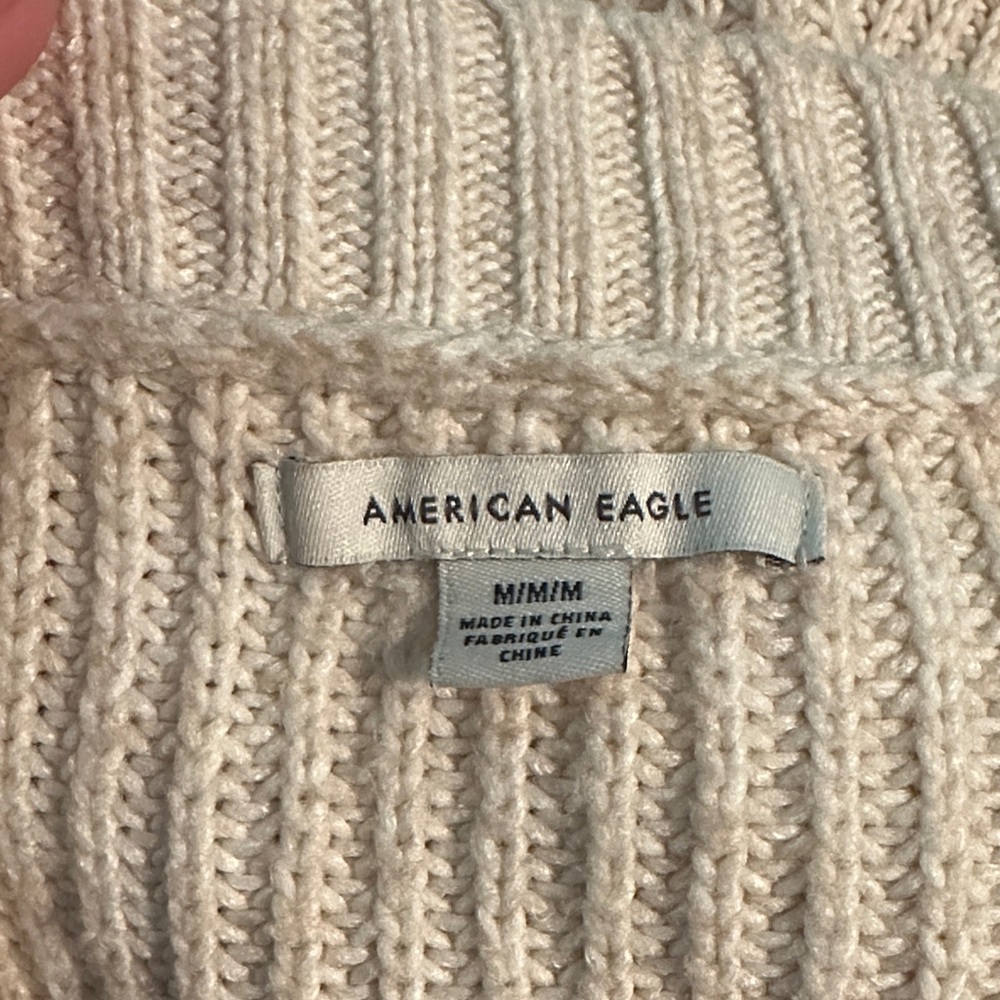 AMERICAN EAGLE
M/M/M
MADE IN CHINA
FABRIQUÉ EN
CHINE